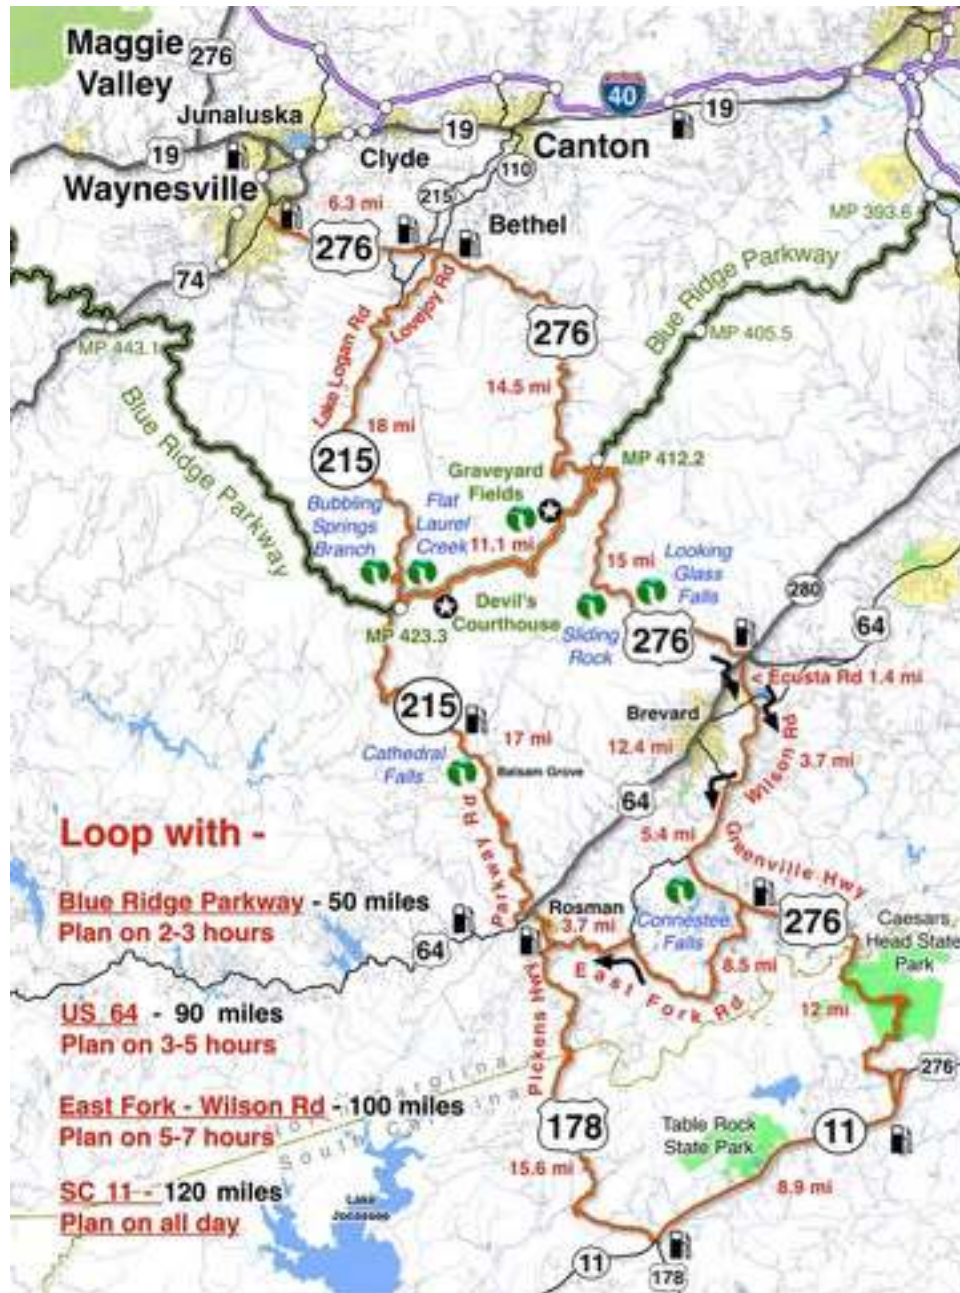 Maggie
Valley
276
Junaluska
40
19
19
19
Clyde
Canton
110
215
Waynesville
6.3 mi
276
Bethel
MP 393.6
74
Blue Ridge Parkway
MP 405.5
MP 443.1
Lake Logan Rd
Lovejoy Rd
276
14.5 mi
18 mi
Blue Ridge Parkway
215
MP 412.2
Graveyard
Fields
Bubbling
Springs
Branch
Flat
Laurel
Creek
11.1 mi
15 mi
Looking
Glass
Falls
280
64
Devil's
Courthouse
MP 423.3
Sliding
Rock
276
< Ecusta Rd 1.4 mi
215
Brevard
12.4 mi
Wilson Rd
3.7 mi
17 mi
Cathedral
Falls
Balsam Grove
64
Parkway Rd
5.4 mi
Greenville Hwy
Loop with -
Blue Ridge Parkway - 50 miles
Plan on 2-3 hours
US 64 - 90 miles
Plan on 3-5 hours
East Fork - Wilson Rd - 100 miles
Plan on 5-7 hours
SC 11 - 120 miles
Plan on all day
Rosman
3.7 mi
Connestee
Falls
276
Caesars
Head State
Park
64
8.5 mi
East Fork Rd
12 mi
Pickens Hwy
North Carolina
South Carolina
276
178
Table Rock
State Park
11
15.6 mi
8.9 mi
Lake
Jocassee
11
178